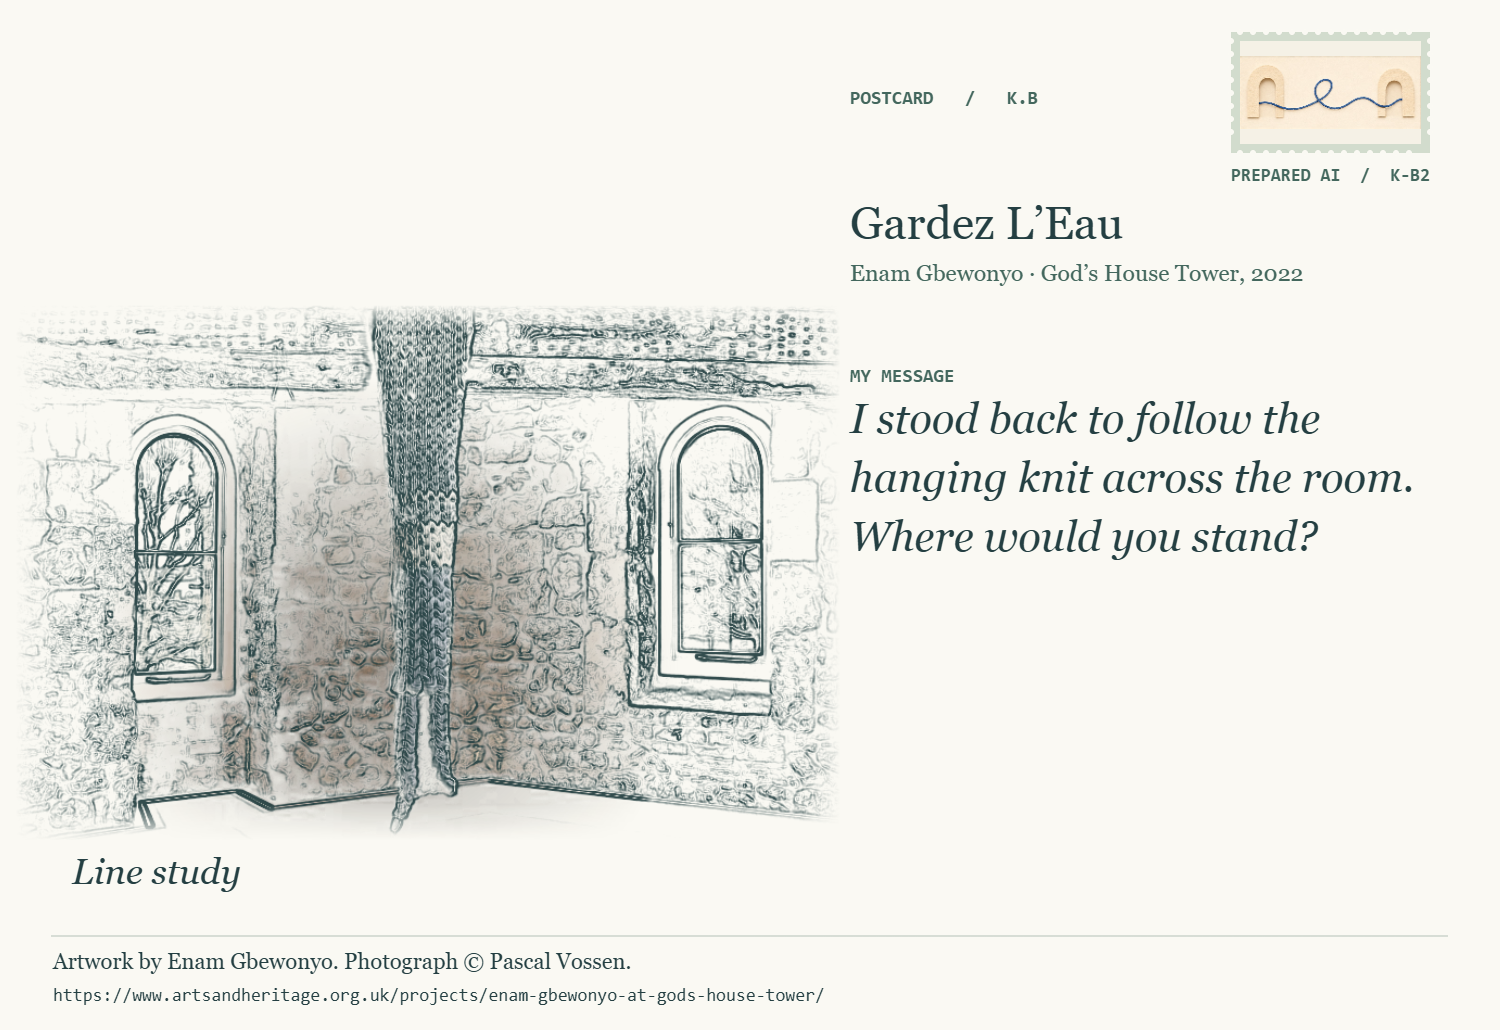 POSTCARD / K.B
PREPARED AI / K-B2
Gardez L’Eau
Enam Gbewonyo · God’s House Tower, 2022
MY MESSAGE
I stood back to follow the
hanging knit across the room.
Where would you stand?
Line study
Artwork by Enam Gbewonyo. Photograph © Pascal Vossen.
https://www.artsandheritage.org.uk/projects/enam-gbewonyo-at-gods-house-tower/